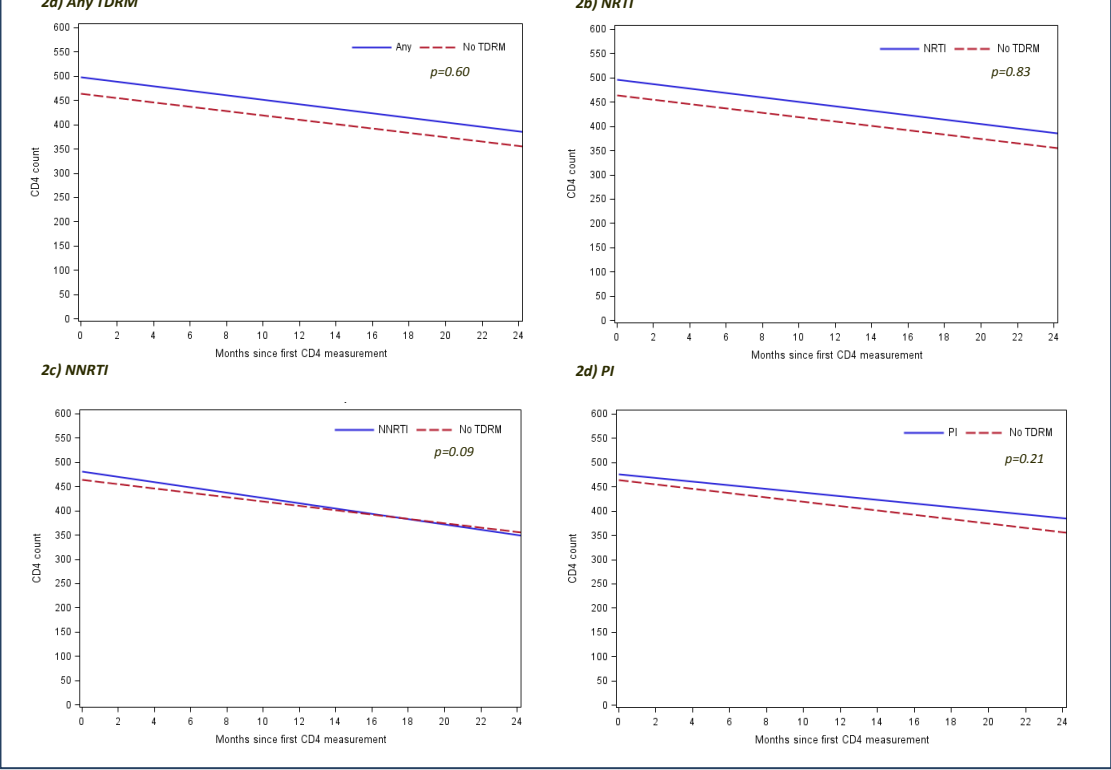 2a) Any TDRM
2b) NRTI
600
550
500
450
400
350
300
250
200
150
100
50
0
CD4 count
Any
No TDRM
p=0.60
0 2 4 6 8 10 12 14 16 18 20 22 24
Months since first CD4 measurement
600
550
500
450
400
350
300
250
200
150
100
50
0
CD4 count
NRTI
No TDRM
p=0.83
0 2 4 6 8 10 12 14 16 18 20 22 24
Months since first CD4 measurement
2c) NNRTI
2d) PI
600
550
500
450
400
350
300
250
200
150
100
50
0
CD4 count
NNRTI
No TDRM
p=0.09
0 2 4 6 8 10 12 14 16 18 20 22 24
Months since first CD4 measurement
600
550
500
450
400
350
300
250
200
150
100
50
0
CD4 count
PI
No TDRM
p=0.21
0 2 4 6 8 10 12 14 16 18 20 22 24
Months since first CD4 measurement